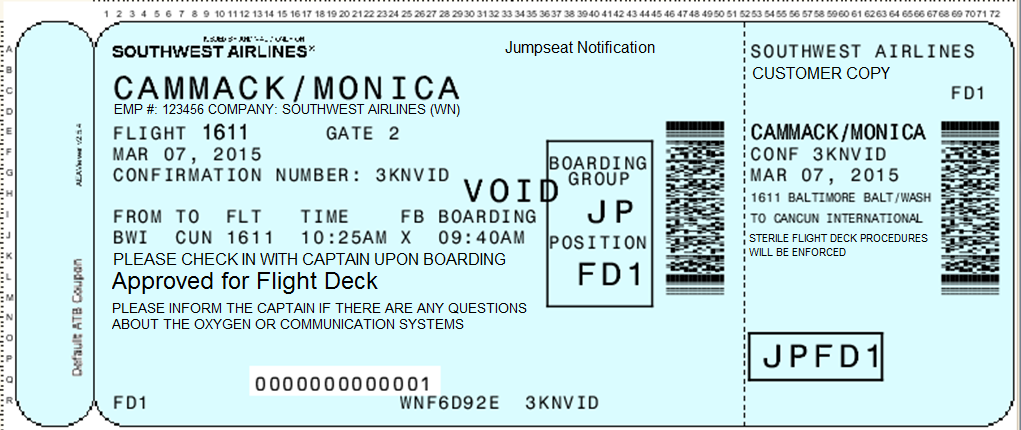 1 2 3 4 5 6 7 8 9 10 11 12 13 14 15 16 17 18 19 20 21 22 23 24 25 26 27 28 29 30 31 32 33 34 35 36 37 38 39 40 41 42 43 44 45 46 47 48 49 50 51 52 53 54 55 56 57 58 59 60 61 62 63 64 65 66 67 68 69 70 71 72
A
B
C
D
E
F
G
H
I
J
K
L
M
N
O
P
Q
R
Default ATB Coupon
SOUTHWEST AIRLINES
Jumpseat Notification
CAMMACK/MONICA
EMP #: 123456 COMPANY: SOUTHWEST AIRLINES (WN)
FLIGHT 1611 GATE 2
MAR 07, 2015
CONFIRMATION NUMBER: 3KNVID
VOID
FROM TO FLT TIME FB BOARDING
BWI CUN 1611 10:25AM X 09:40AM
PLEASE CHECK IN WITH CAPTAIN UPON BOARDING
Approved for Flight Deck
PLEASE INFORM THE CAPTAIN IF THERE ARE ANY QUESTIONS
ABOUT THE OXYGEN OR COMMUNICATION SYSTEMS
0000000000001
FD1 WNF6D92E 3KNVID
BOARDING
GROUP
JP
POSITION
FD1
SOUTHWEST AIRLINES
CUSTOMER COPY
FD1
CAMMACK/MONICA
CONF 3KNVID
MAR 07, 2015
1611 BALTIMORE BALT/WASH
TO CANCUN INTERNATIONAL
STERILE FLIGHT DECK PROCEDURES
WILL BE ENFORCED
JPFD1